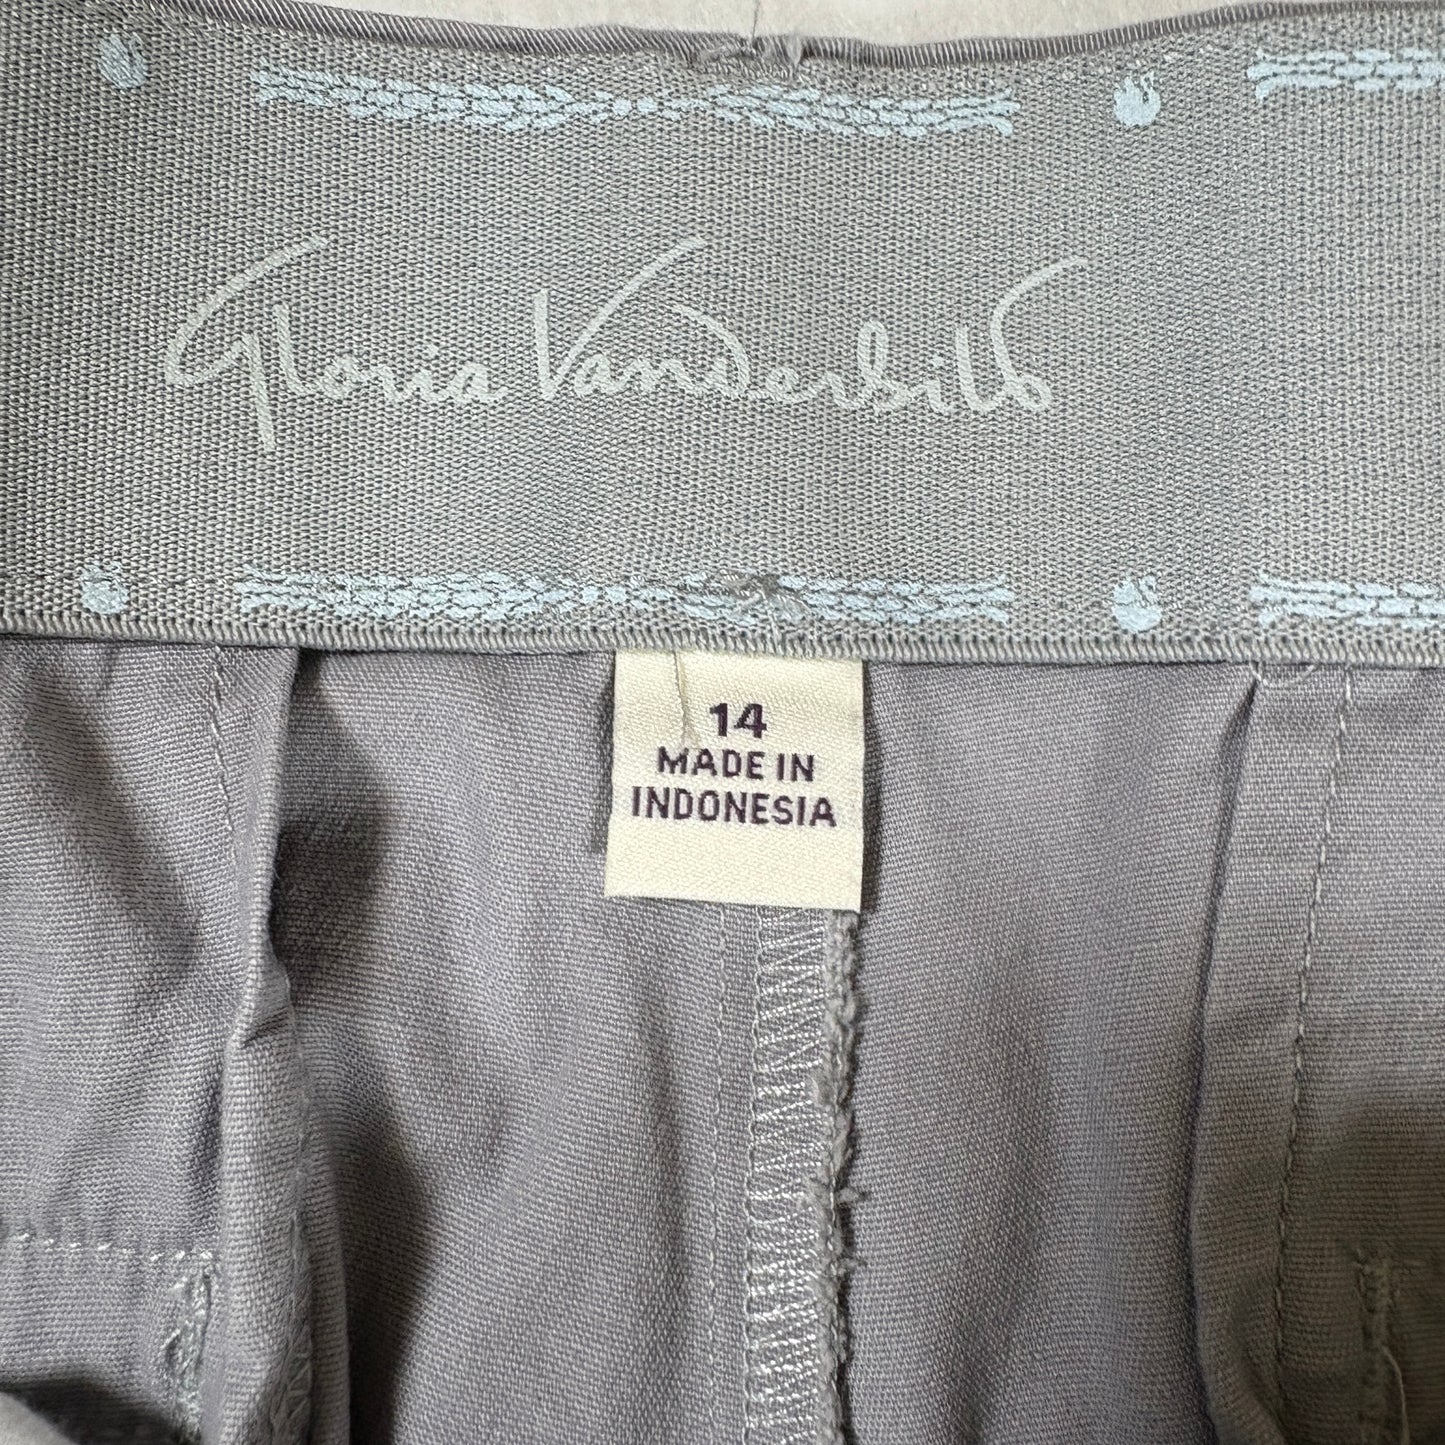 Gloria Vanderbilt
14
MADE IN
INDONESIA